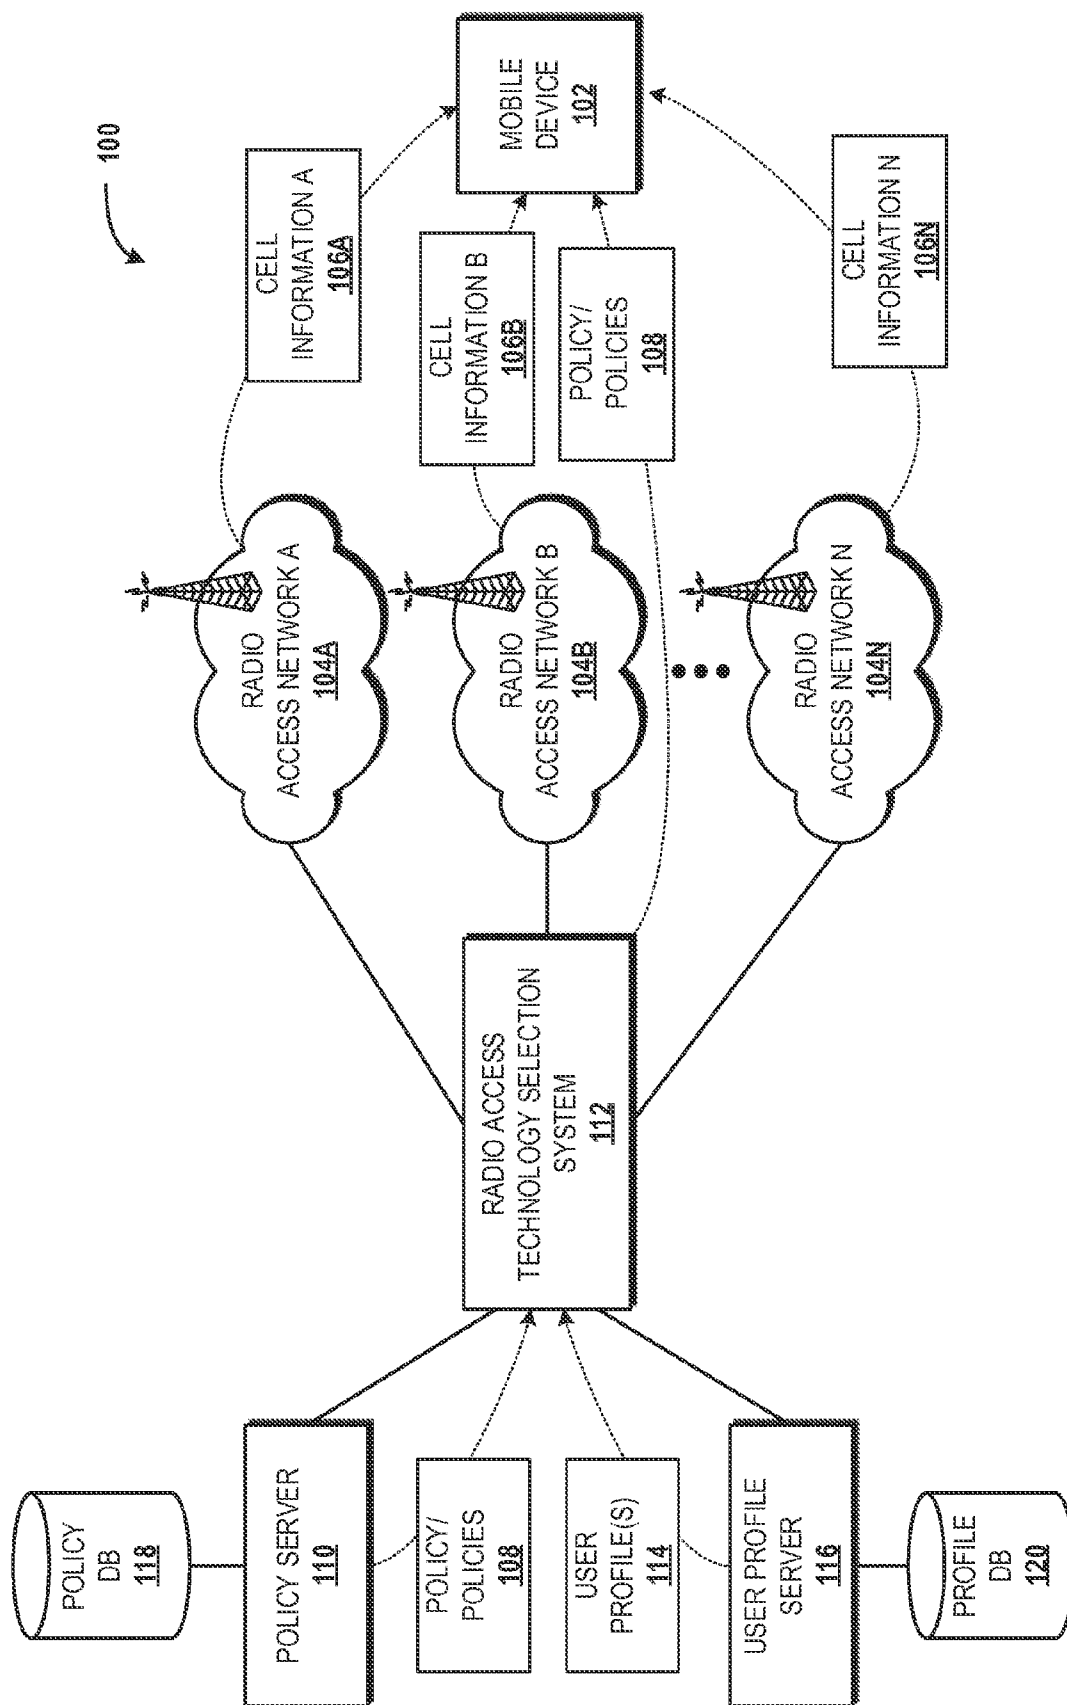 100
POLICY
DB
118
POLICY SERVER
110
POLICY/
POLICIES
108
USER
PROFILE(S)
114
USER PROFILE
SERVER
116
PROFILE
DB
120
RADIO ACCESS
TECHNOLOGY SELECTION
SYSTEM
112
RADIO
ACCESS NETWORK A
104A
RADIO
ACCESS NETWORK B
104B
RADIO
ACCESS NETWORK N
104N
CELL
INFORMATION A
106A
CELL
INFORMATION B
106B
POLICY/
POLICIES
108
CELL
INFORMATION N
106N
MOBILE
DEVICE
102